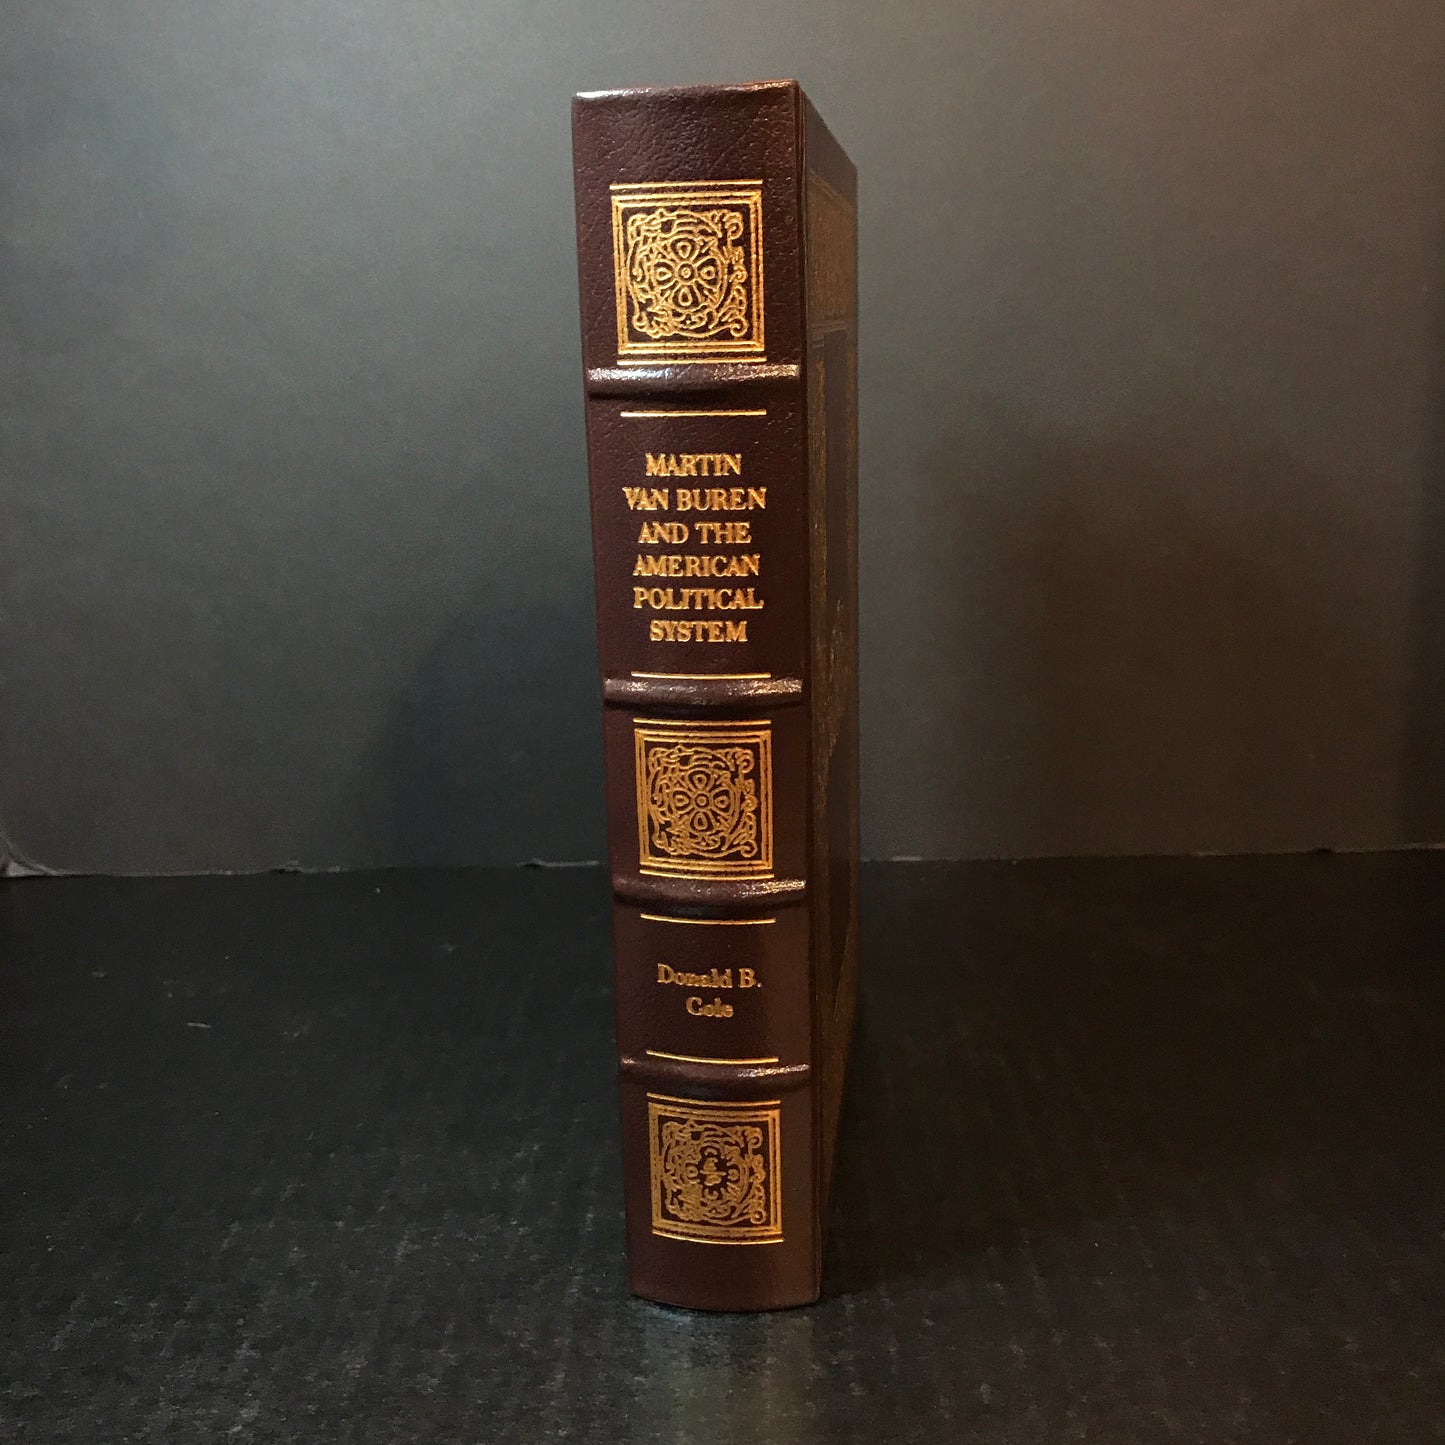 MARTIN
VAN BUREN
AND THE
AMERICAN
POLITICAL
SYSTEM
Donald B.
Cole